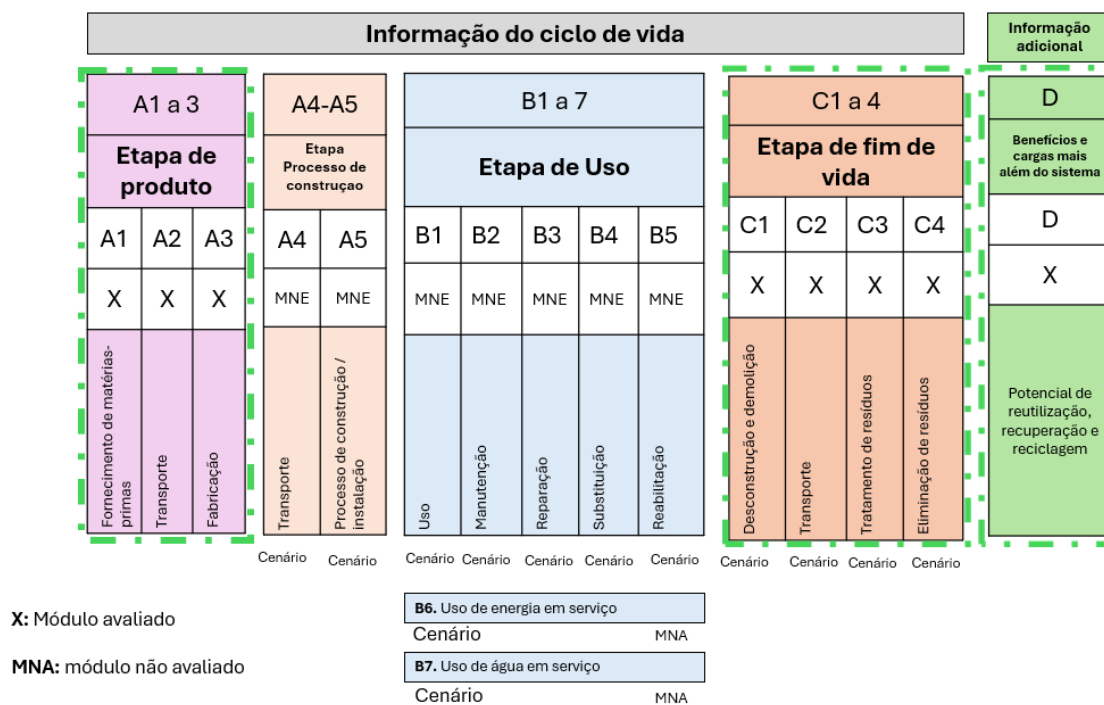 Informação do ciclo de vida
Informação
adicional
A1 a 3
A4-A5
B1 a 7
C1 a 4
D
Etapa de
produto
Etapa
Processo de
construçao
Etapa de Uso
Etapa de fim de
vida
Benefícios e
cargas mais
além do sistema
A1 A2 A3 A4 A5 B1 B2 B3 B4 B5 C1 C2 C3 C4 D
X X X MNE MNE MNE MNE MNE MNE MNE X X X X X
Fornecimento de matérias-
primas
Transporte
Fabricação
Transporte
Processo de construção /
instalação
Uso
Manutenção
Reparação
Substituição
Reabilitação
Desconstrução e demolição
Transporte
Tratamento de resíduos
Eliminação de resíduos
Potencial de
reutilização,
recuperação e
reciclagem
Cenário Cenário Cenário Cenário Cenário Cenário Cenário Cenário Cenário Cenário Cenário
X: Módulo avaliado
MNA: módulo não avaliado
B6. Uso de energia em serviço
Cenário MNA
B7. Uso de água em serviço
Cenário MNA